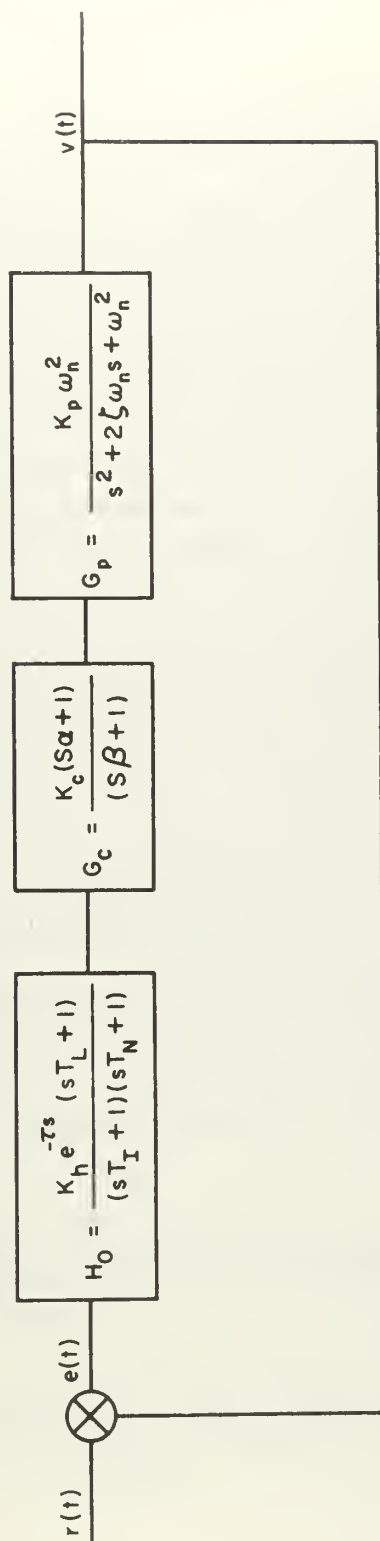 r(t)
e(t)
H_O = K_h e^{-τs} (sT_L + 1) / (sT_I + 1)(sT_N + 1)
G_C = K_c(Sα+1) / (Sβ+1)
G_p = K_p ω_n^2 / s^2 + 2ζω_n s + ω_n^2
v(t)